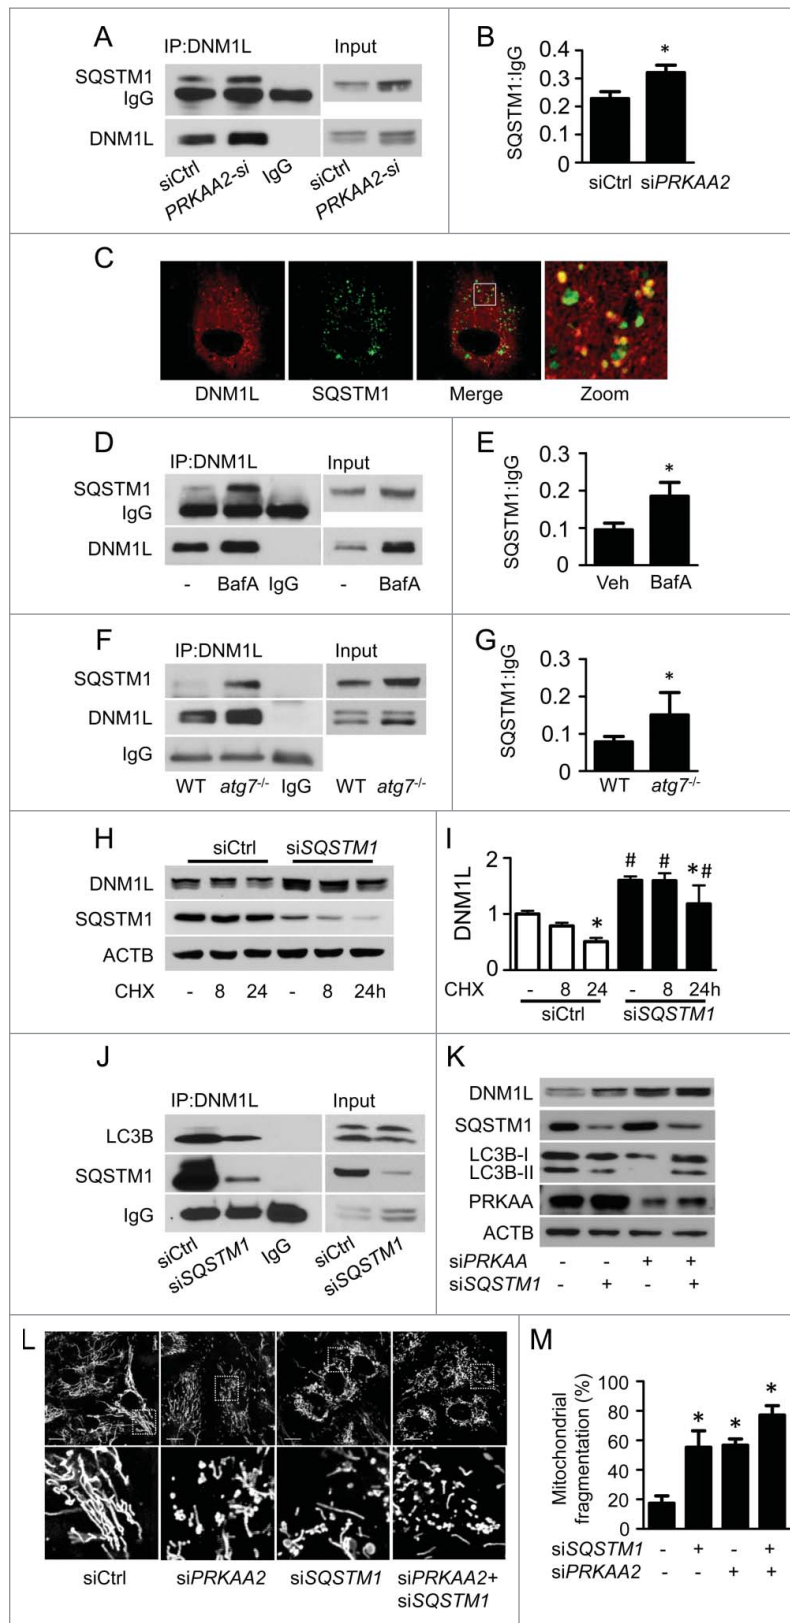 A
IP:DNM1L Input
SQSTM1
IgG
DNM1L
siCtrl PRKAA2-si IgG siCtrl PRKAA2-si
B
SQSTM1:IgG
0.4
0.3
0.2
0.1
0
*
siCtrl siPRKAA2
C
DNM1L SQSTM1 Merge Zoom
D
IP:DNM1L Input
SQSTM1
IgG
DNM1L
- BafA IgG - BafA
E
SQSTM1:IgG
0.3
0.2
0.1
0
*
Veh BafA
F
IP:DNM1L Input
SQSTM1
DNM1L
IgG
WT atg7-/- IgG WT atg7-/-
G
SQSTM1:IgG
0.3
0.2
0.1
0
*
WT atg7-/-
H
siCtrl siSQSTM1
DNM1L
SQSTM1
ACTB
CHX - 8 24 - 8 24h
I
DNM1L
2
1
0
* # # *#
CHX - 8 24 - 8 24h
siCtrl siSQSTM1
J
IP:DNM1L Input
LC3B
SQSTM1
IgG
siCtrl siSQSTM1 IgG siCtrl siSQSTM1
K
DNM1L
SQSTM1
LC3B-I
LC3B-II
PRKAA
ACTB
siPRKAA - - + +
siSQSTM1 - + - +
L
siCtrl siPRKAA2 siSQSTM1 siPRKAA2+
siSQSTM1
M
Mitochondrial
fragmentation (%)
100
80
60
40
20
0
* * *
siSQSTM1 - + - +
siPRKAA2 - - + +